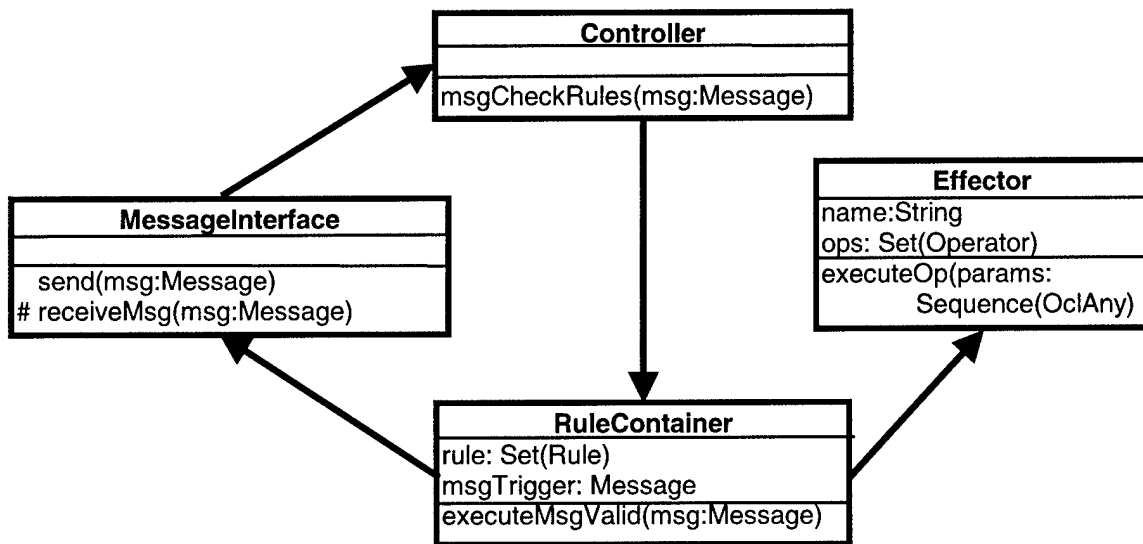 Controller
msgCheckRules(msg:Message)
Effector
name:String
ops: Set(Operator)
executeOp(params:
Sequence(OclAny)
MessageInterface
send(msg:Message)
# receiveMsg(msg:Message)
RuleContainer
rule: Set(Rule)
msgTrigger: Message
executeMsgValid(msg:Message)